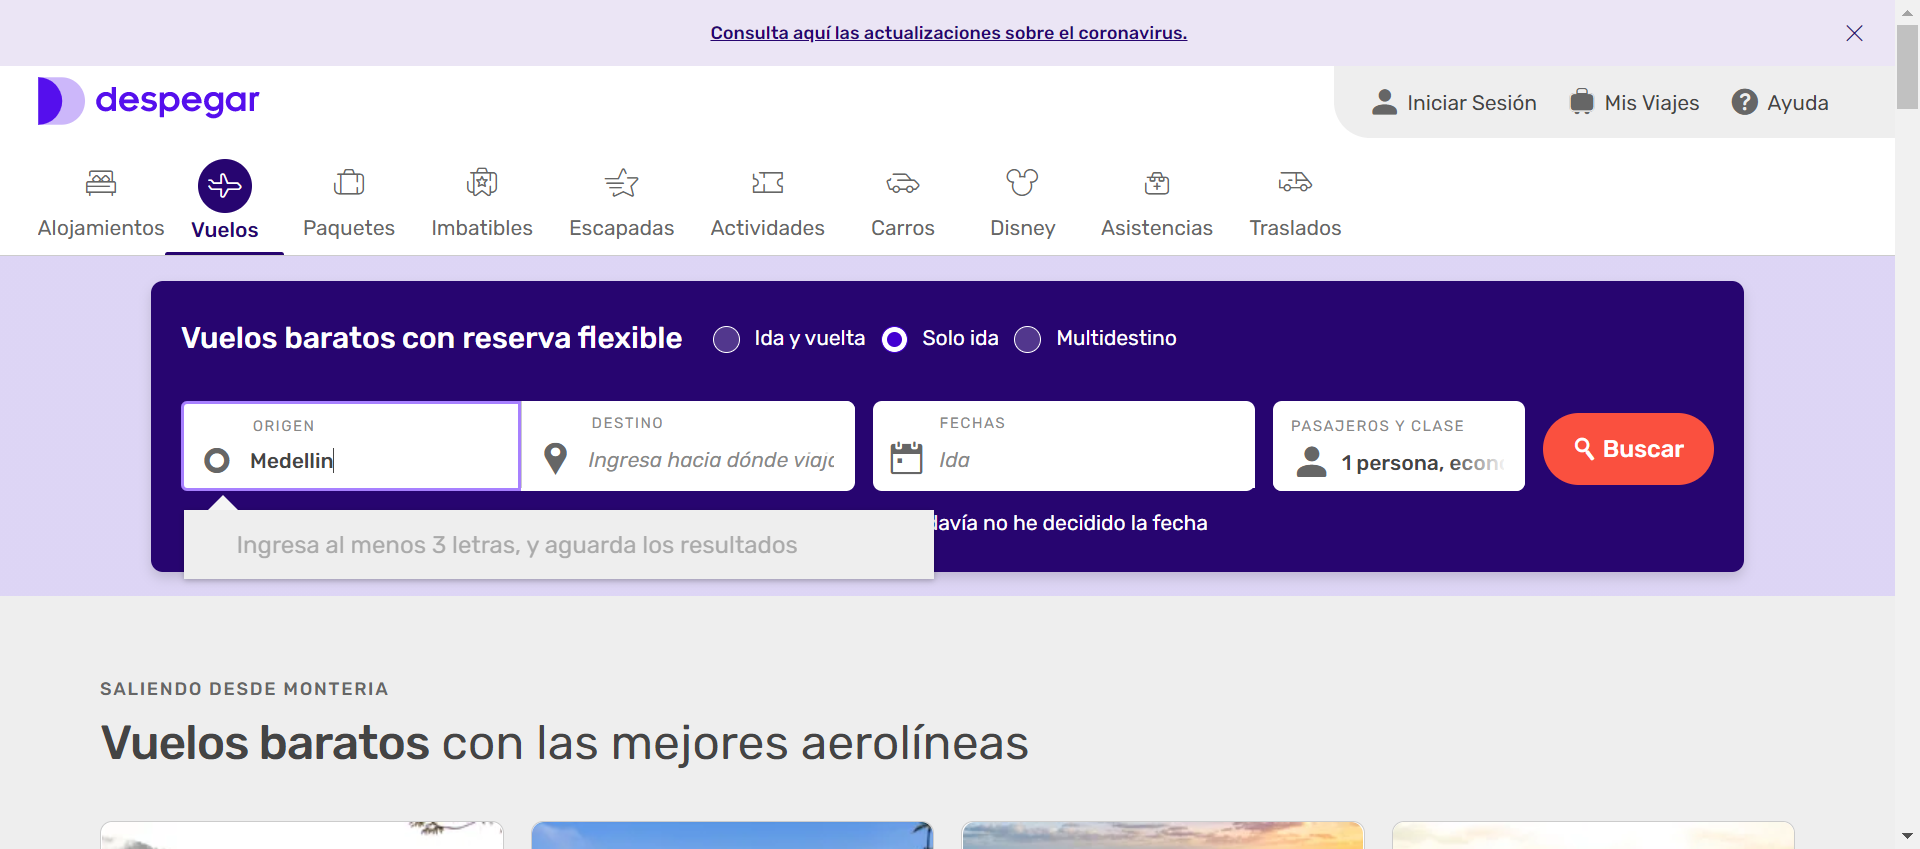 Consulta aquí las actualizaciones sobre el coronavirus.
despegar
Iniciar Sesión
Mis Viajes
Ayuda
Alojamientos
Vuelos
Paquetes
Imbatibles
Escapadas
Actividades
Carros
Disney
Asistencias
Traslados
Vuelos baratos con reserva flexible
Ida y vuelta
Solo ida
Multidestino
ORIGEN
Medellin
DESTINO
Ingresa hacia dónde viaj
FECHAS
Ida
PASAJEROS Y CLASE
1 persona, econ
Buscar
Ingresa al menos 3 letras, y aguarda los resultados
davía no he decidido la fecha
SALIENDO DESDE MONTERIA
Vuelos baratos con las mejores aerolíneas